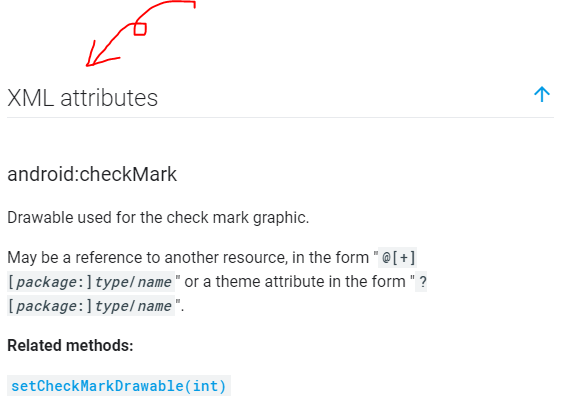 XML attributes
android:checkMark
Drawable used for the check mark graphic.
May be a reference to another resource, in the form "@[+]
[package:]type/name" or a theme attribute in the form "?
[package:]type/name".
Related methods:
setCheckMarkDrawable(int)